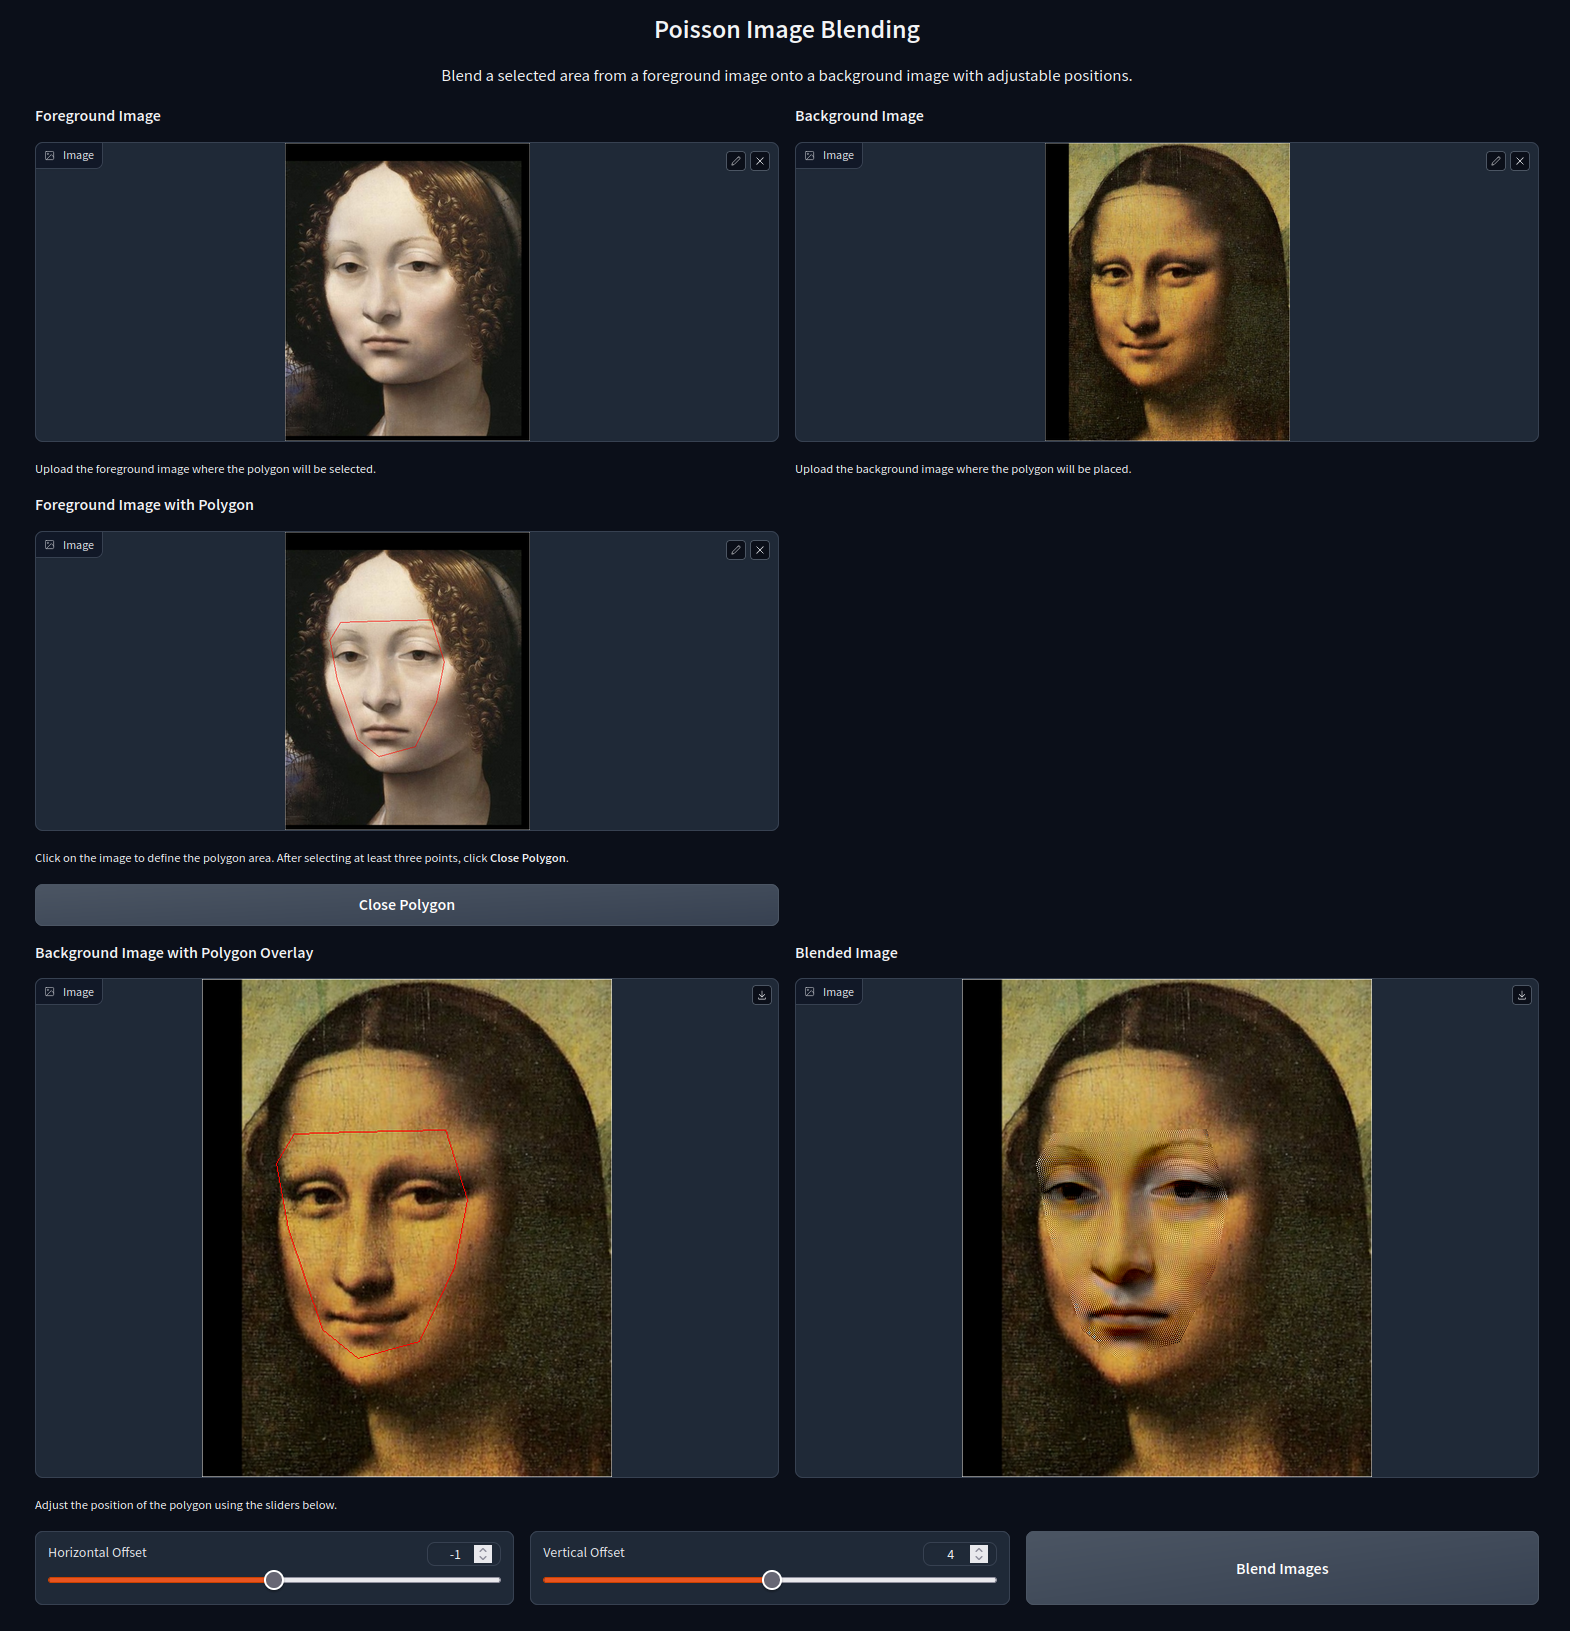 Poisson Image Blending
Blend a selected area from a foreground image onto a background image with adjustable positions.
Foreground Image
Background Image
Image
Image
Upload the foreground image where the polygon will be selected.
Upload the background image where the polygon will be placed.
Foreground Image with Polygon
Image
Click on the image to define the polygon area. After selecting at least three points, click Close Polygon.
Close Polygon
Background Image with Polygon Overlay
Blended Image
Image
Image
Adjust the position of the polygon using the sliders below.
Horizontal Offset
-1
Vertical Offset
4
Blend Images